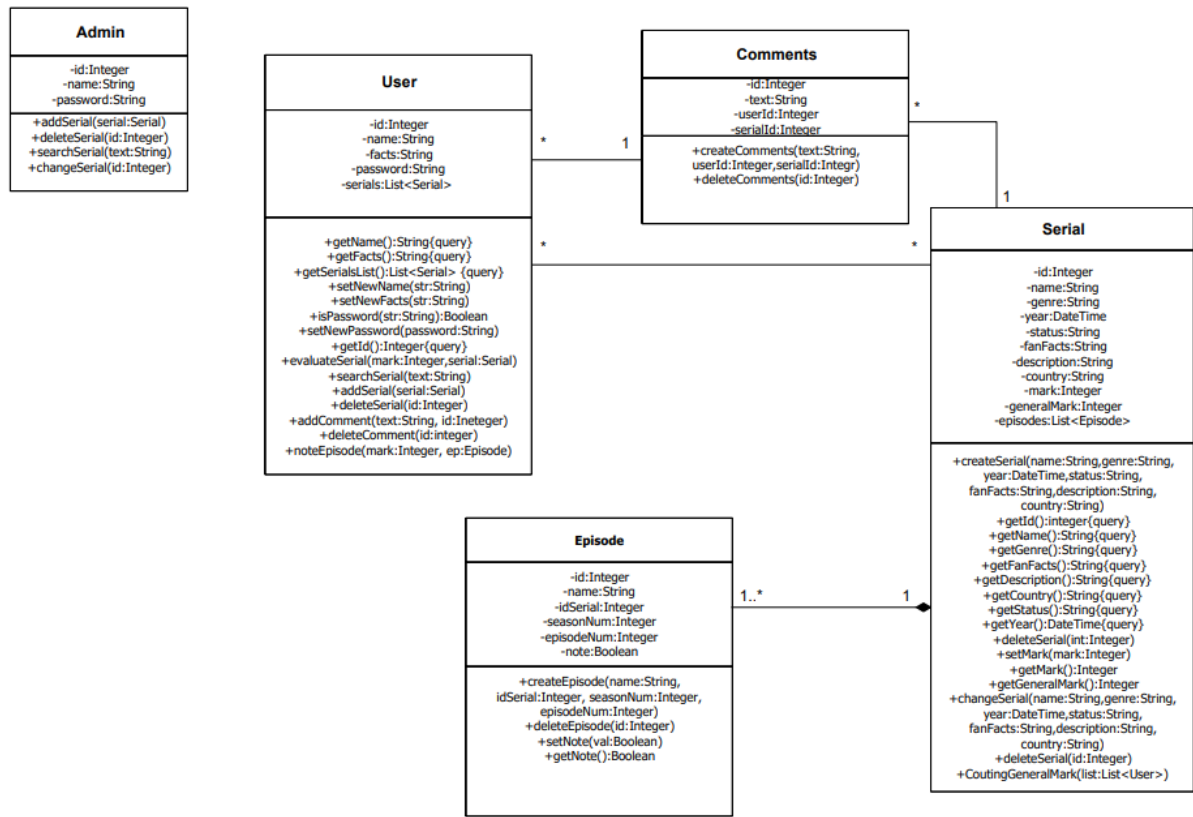 Admin
-id:Integer
-name:String
-password:String
+addSerial(serial:Serial)
+deleteSerial(id:Integer)
+searchSerial(text:String)
+changeSerial(id:Integer)
User
-id:Integer
-name:String
-facts:String
-password:String
-serials:List<Serial>
+getName():String{query}
+getFacts():String{query}
+getSerialsList():List<Serial> {query}
+setNewName(str:String)
+setNewFacts(str:String)
+isPassword(str:String):Boolean
+setNewPassword(password:String)
+getId():Integer{query}
+evaluateSerial(mark:Integer,serial:Serial)
+searchSerial(text:String)
+addSerial(serial:Serial)
+deleteSerial(id:Integer)
+addComment(text:String, id:Ineteger)
+deleteComment(id:integer)
+noteEpisode(mark:Integer, ep:Episode)
*
1
Comments
-id:Integer
-text:String
-userId:Integer
-serialId:Integer
+createComments(text:String,
userId:Integer,serialId:Integr)
+deleteComments(id:Integer)
*
1
*
*
Serial
-id:Integer
-name:String
-genre:String
-year:DateTime
-status:String
-fanFacts:String
-description:String
-country:String
-mark:Integer
-generalMark:Integer
-episodes:List<Episode>
+createSerial(name:String,genre:String,
year:DateTime,status:String,
fanFacts:String,description:String,
country:String)
+getId():integer{query}
+getName():String{query}
+getGenre():String{query}
+getFanFacts():String{query}
+getDescription():String{query}
+getCountry():String{query}
+getStatus():String{query}
+getYear():DateTime{query}
+deleteSerial(int:Integer)
+setMark(mark:Integer)
+getMark():Integer
+getGeneralMark():Integer
+changeSerial(name:String,genre:String,
year:DateTime,status:String,
fanFacts:String,description:String,
country:String)
+deleteSerial(id:Integer)
+CoutingGeneralMark(list:List<User>)
Episode
-id:Integer
-name:String
-idSerial:Integer
-seasonNum:Integer
-episodeNum:Integer
-note:Boolean
+createEpisode(name:String,
idSerial:Integer, seasonNum:Integer,
episodeNum:Integer)
+deleteEpisode(id:Integer)
+setNote(val:Boolean)
+getNote():Boolean
1..*
1